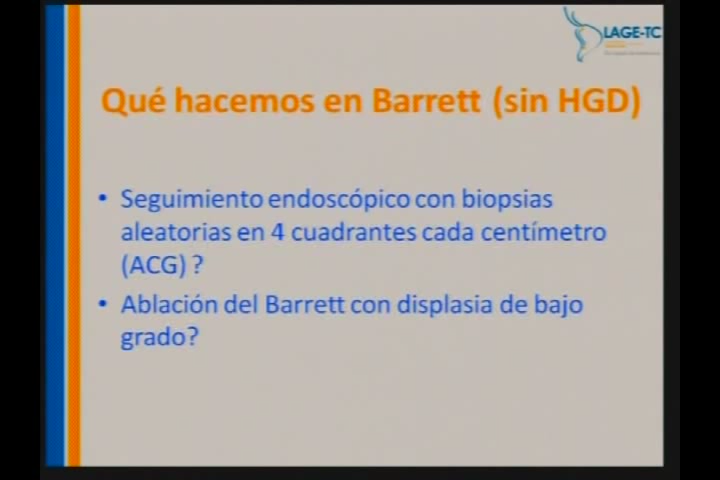 LAGE-TC
Qué hacemos en Barrett (sin HGD)
• Seguimiento endoscópico con biopsias
aleatorias en 4 cuadrantes cada centímetro
(ACG) ?
• Ablación del Barrett con displasia de bajo
grado?